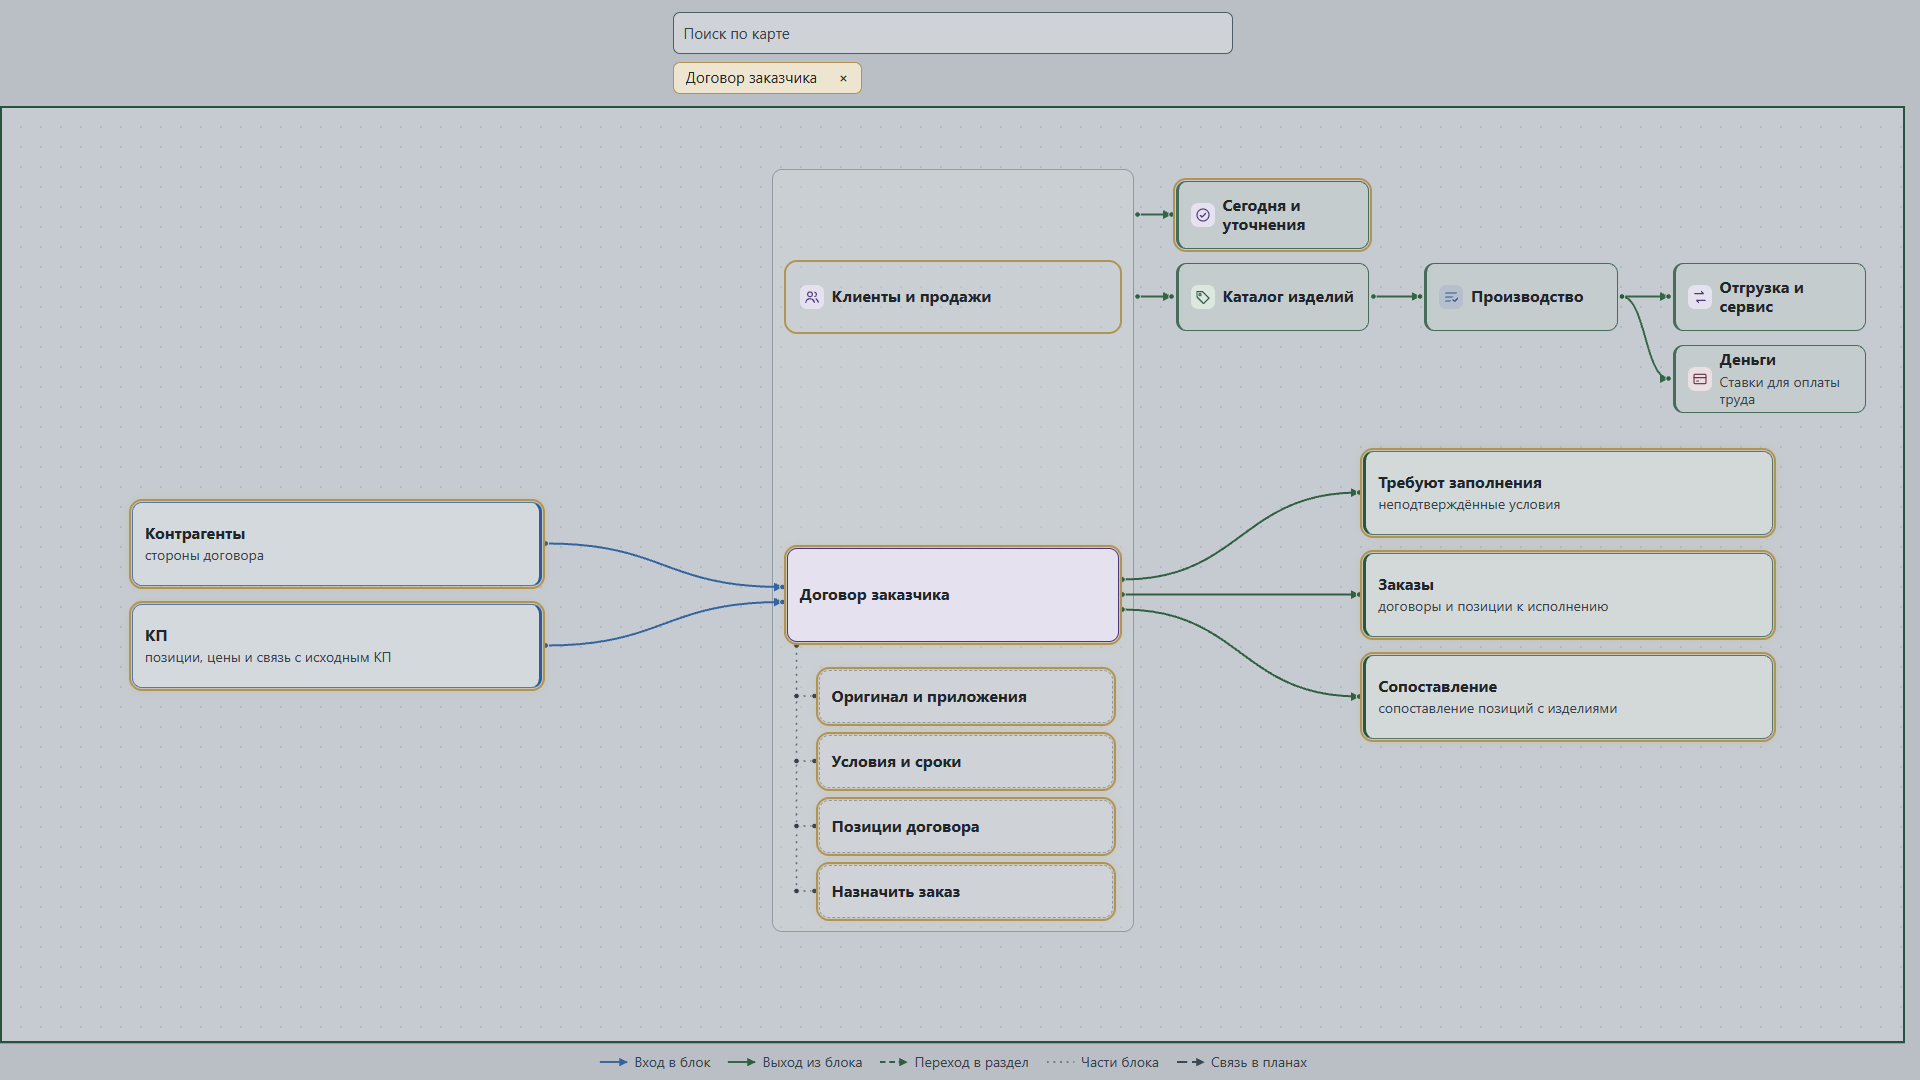 Поиск по карте
Договор заказчика ×
Сегодня и
уточнения
Клиенты и продажи
Каталог изделий
Производство
Отгрузка и
сервис
Деньги
Ставки для оплаты
труда
Контрагенты
стороны договора
КП
позиции, цены и связь с исходным КП
Договор заказчика
Требуют заполнения
неподтверждённые условия
Заказы
договоры и позиции к исполнению
Сопоставление
сопоставление позиций с изделиями
Оригинал и приложения
Условия и сроки
Позиции договора
Назначить заказ
Вход в блок
Выход из блока
Переход в раздел
Части блока
Связь в планах